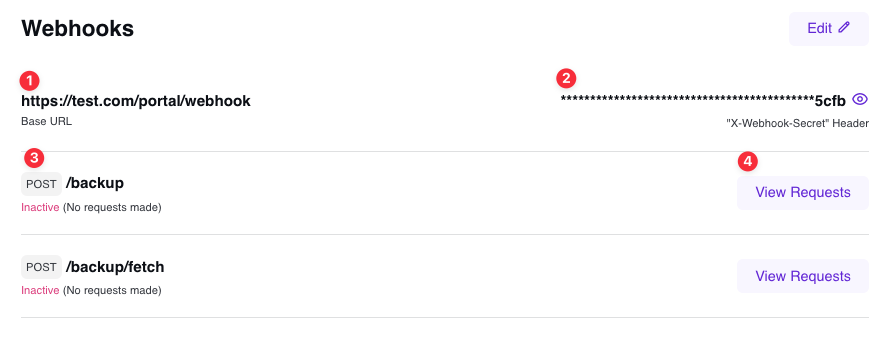 Webhooks
Edit
1
2
https://test.com/portal/webhook
*******************************************5cfb
Base URL
"X-Webhook-Secret" Header
3
4
POST /backup
View Requests
Inactive (No requests made)
POST /backup/fetch
View Requests
Inactive (No requests made)